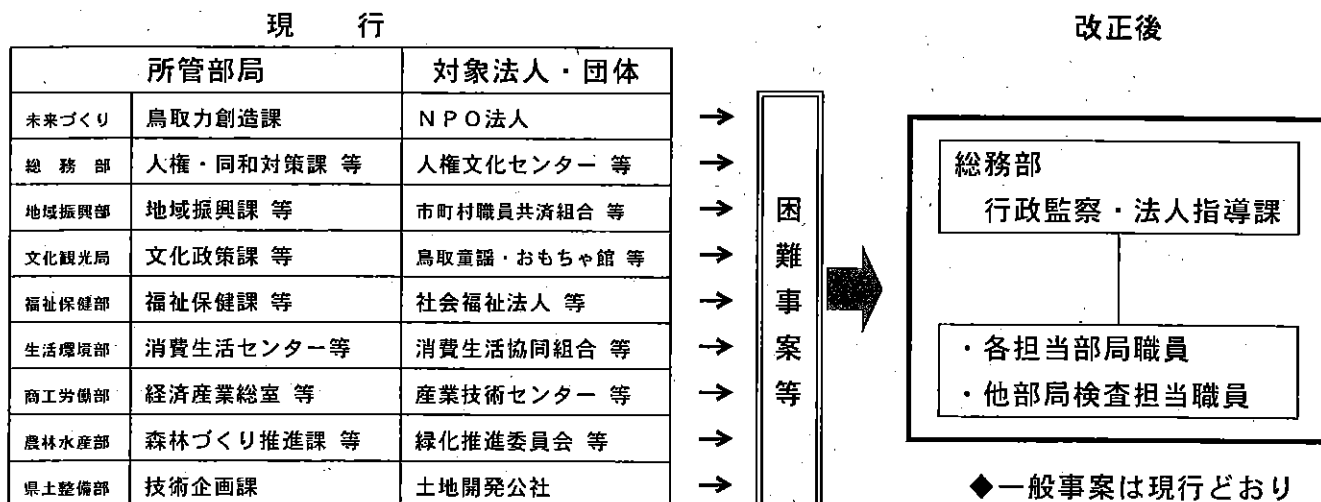 現 行
所管部局 対象法人・団体
未来づくり 鳥取力創造課 NPO法人 →
総務部 人権・同和対策課 等 人権文化センター 等 →
地域振興部 地域振興課 等 市町村職員共済組合 等 →
文化観光局 文化政策課 等 鳥取童謡・おもちゃ館 等 →
福祉保健部 福祉保健課 等 社会福祉法人 等 →
生活環境部 消費生活センター等 消費生活協同組合 等 →
商工労働部 経済産業総室 等 産業技術センター 等 →
農林水産部 森林づくり推進課 等 緑化推進委員会 等 →
県土整備部 技術企画課 土地開発公社 →
困難事案等
改正後
総務部
行政監察・法人指導課
・各担当部局職員
・他部局検査担当職員
◆一般事案は現行どおり